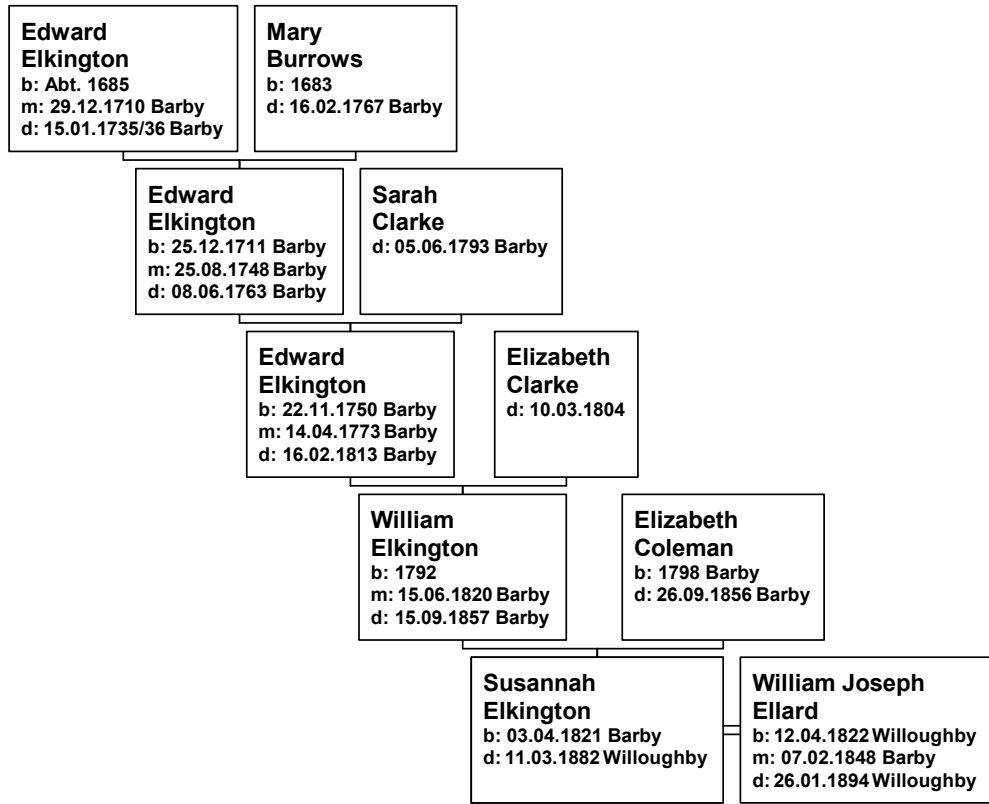 Edward
Elkington
b: Abt. 1685
m: 29.12.1710 Barby
d: 15.01.1735/36 Barby
Mary
Burrows
b: 1683
d: 16.02.1767 Barby
Edward
Elkington
b: 25.12.1711 Barby
m: 25.08.1748 Barby
d: 08.06.1763 Barby
Sarah
Clarke
d: 05.06.1793 Barby
Edward
Elkington
b: 22.11.1750 Barby
m: 14.04.1773 Barby
d: 16.02.1813 Barby
Elizabeth
Clarke
d: 10.03.1804
William
Elkington
b: 1792
m: 15.06.1820 Barby
d: 15.09.1857 Barby
Elizabeth
Coleman
b: 1798 Barby
d: 26.09.1856 Barby
Susannah
Elkington
b: 03.04.1821 Barby
d: 11.03.1882 Willoughby
William Joseph
Ellard
b: 12.04.1822 Willoughby
m: 07.02.1848 Barby
d: 26.01.1894 Willoughby